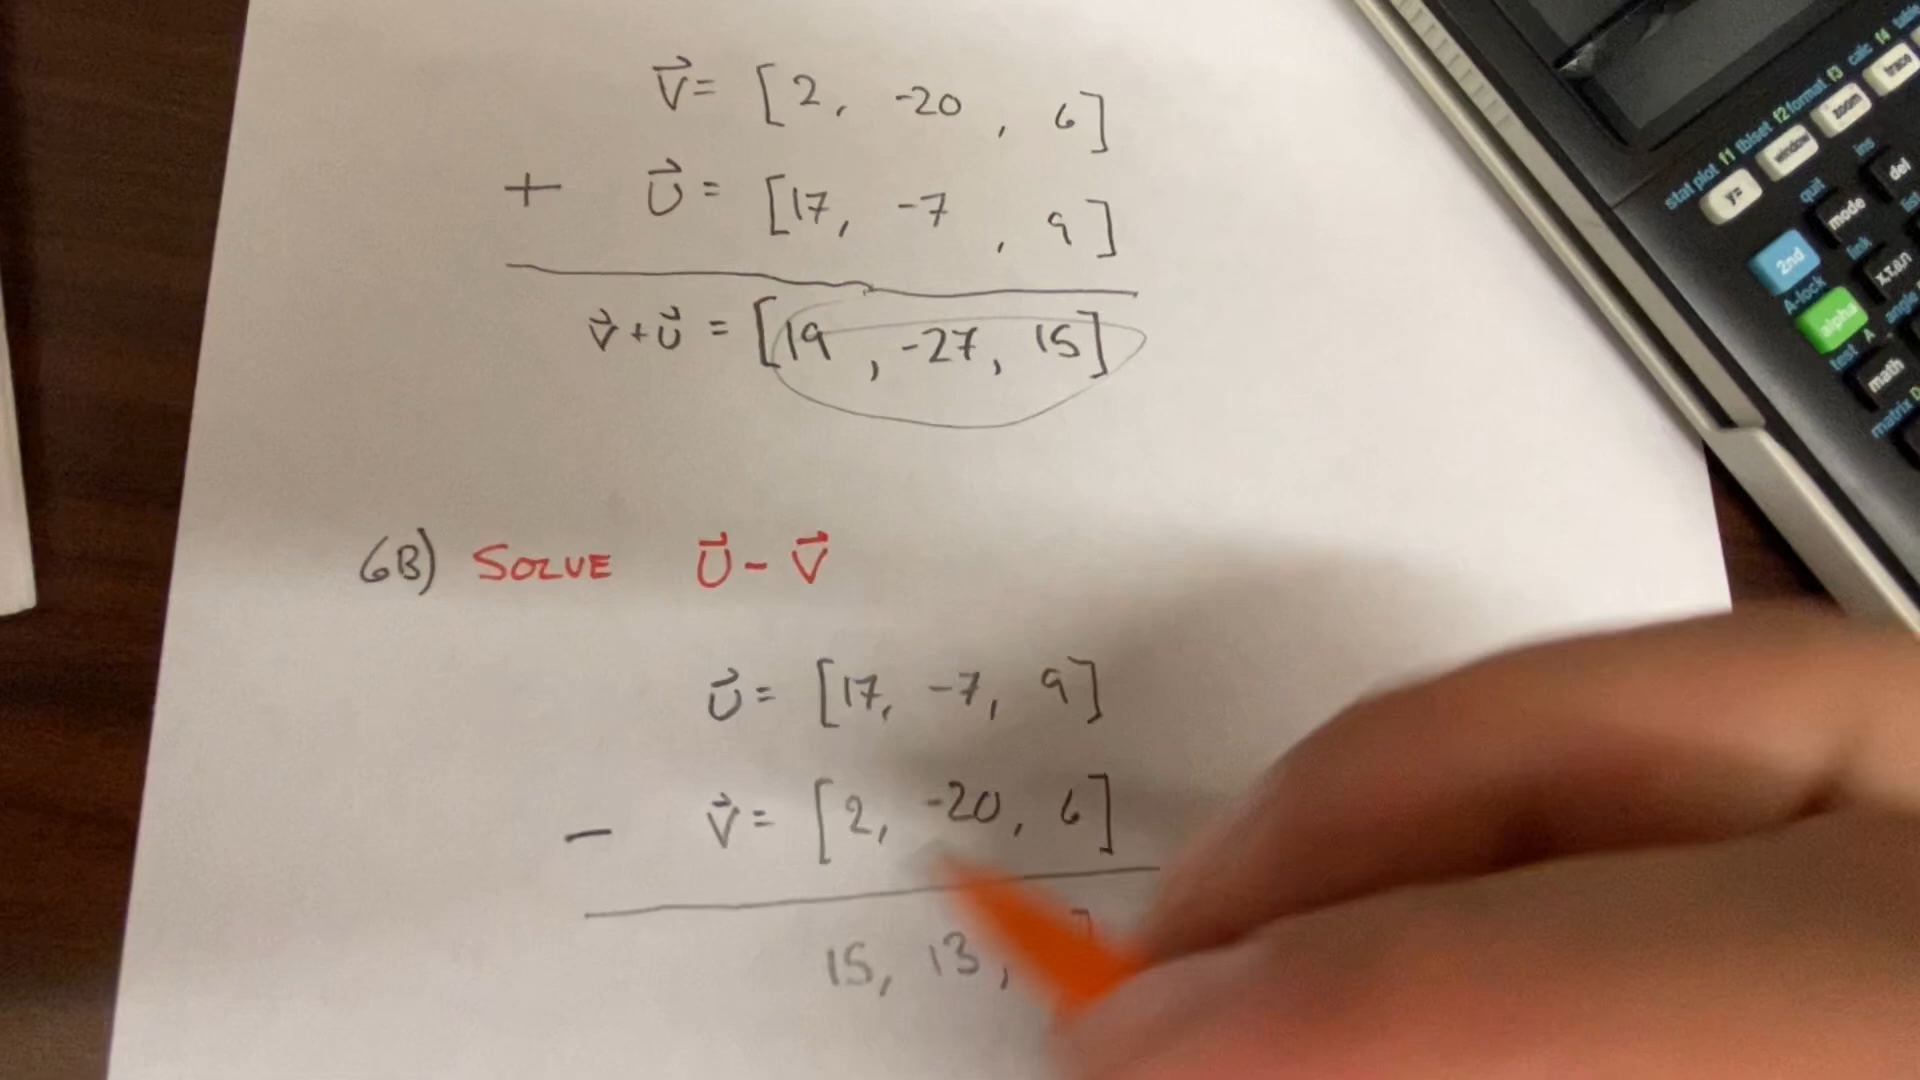 V= [2, -20, 6]
+ U= [17, -7, 9]
V+U = [19, -27, 15]
6B) SOLVE U- V
U= [17, -7, 9]
- V= [2, -20, 6]
15, 13, ]
stat plot f1 tblset f2 format f3 calc f4 table
y= window zoom trace
quit ins
2nd mode del
A-lock link list
alpha X,T,θ,n
test A angle
math
matrix D